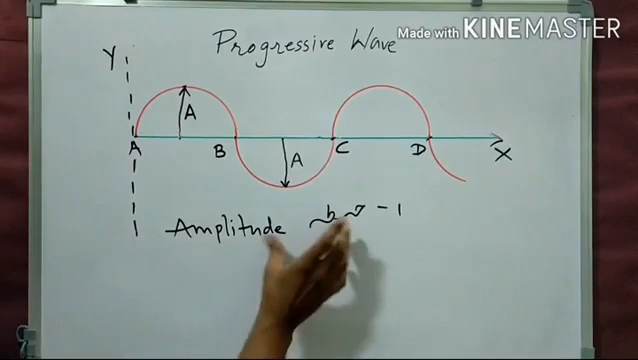 Progressive Wave
Made with KINEMASTER
Y
A
A
A B C D X
Amplitude